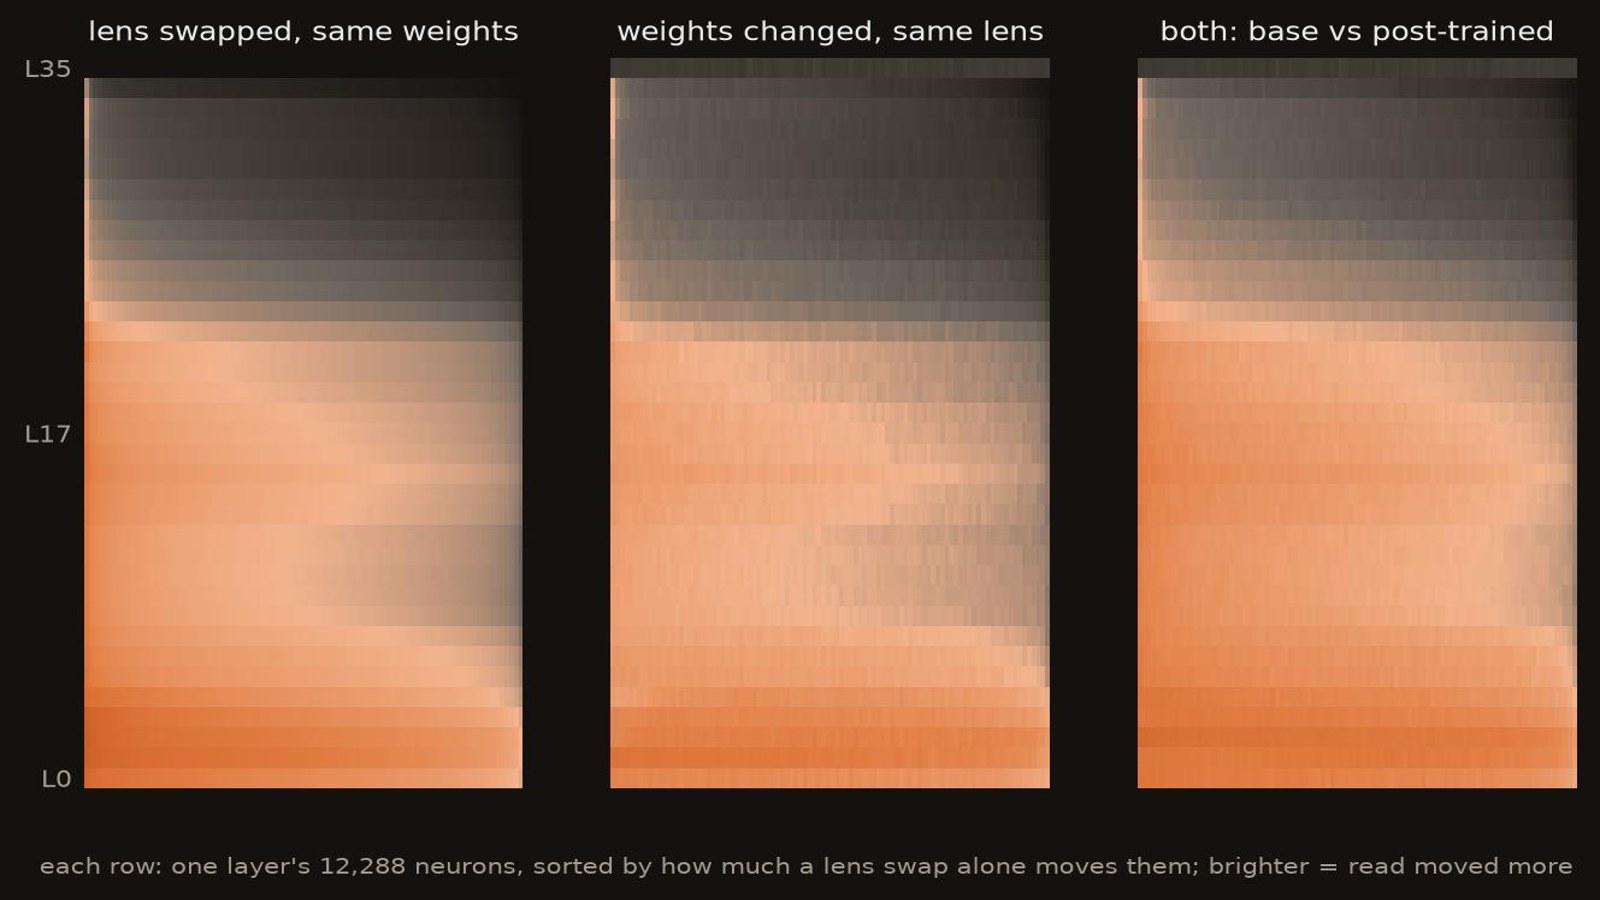 lens swapped, same weights
weights changed, same lens
both: base vs post-trained
L35
L17
L0
each row: one layer's 12,288 neurons, sorted by how much a lens swap alone moves them; brighter = read moved more